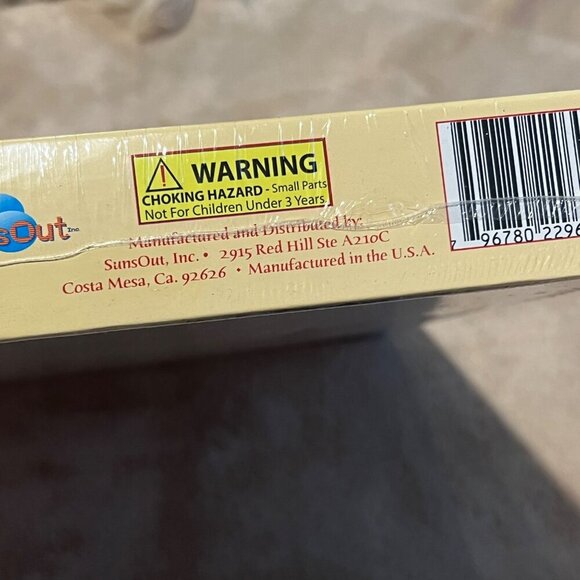 WARNING
CHOKING HAZARD - Small Parts
Not For Children Under 3 Years.
sOut Inc.
Manufactured and Distributed by:
SunsOut, Inc. • 2915 Red Hill Ste A210C
Costa Mesa, Ca. 92626 • Manufactured in the U.S.A.
7 96780 2296